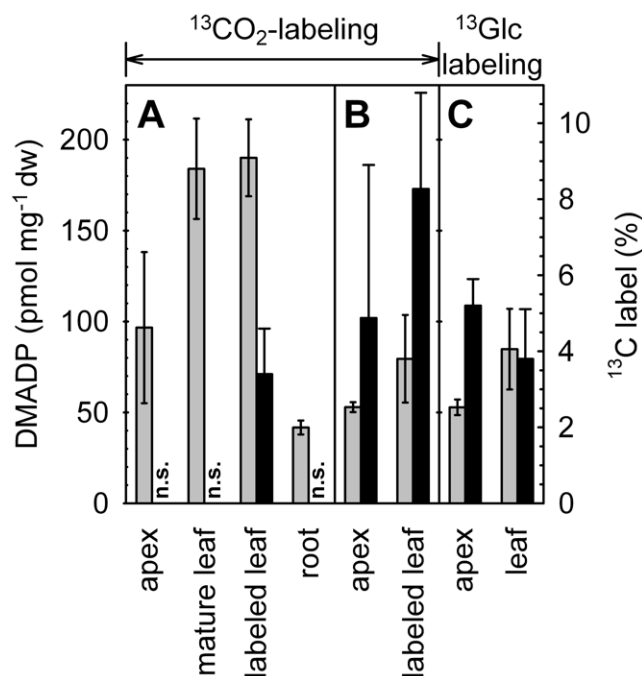 ¹³CO₂-labeling
¹³Glc
labeling
A
B
C
DMADP (pmol mg⁻¹ dw)
200
150
100
50
0
n.s.
n.s.
n.s.
10
8
6
4
2
0
¹³C label (%)
apex
mature leaf
labeled leaf
root
apex
labeled leaf
apex
leaf